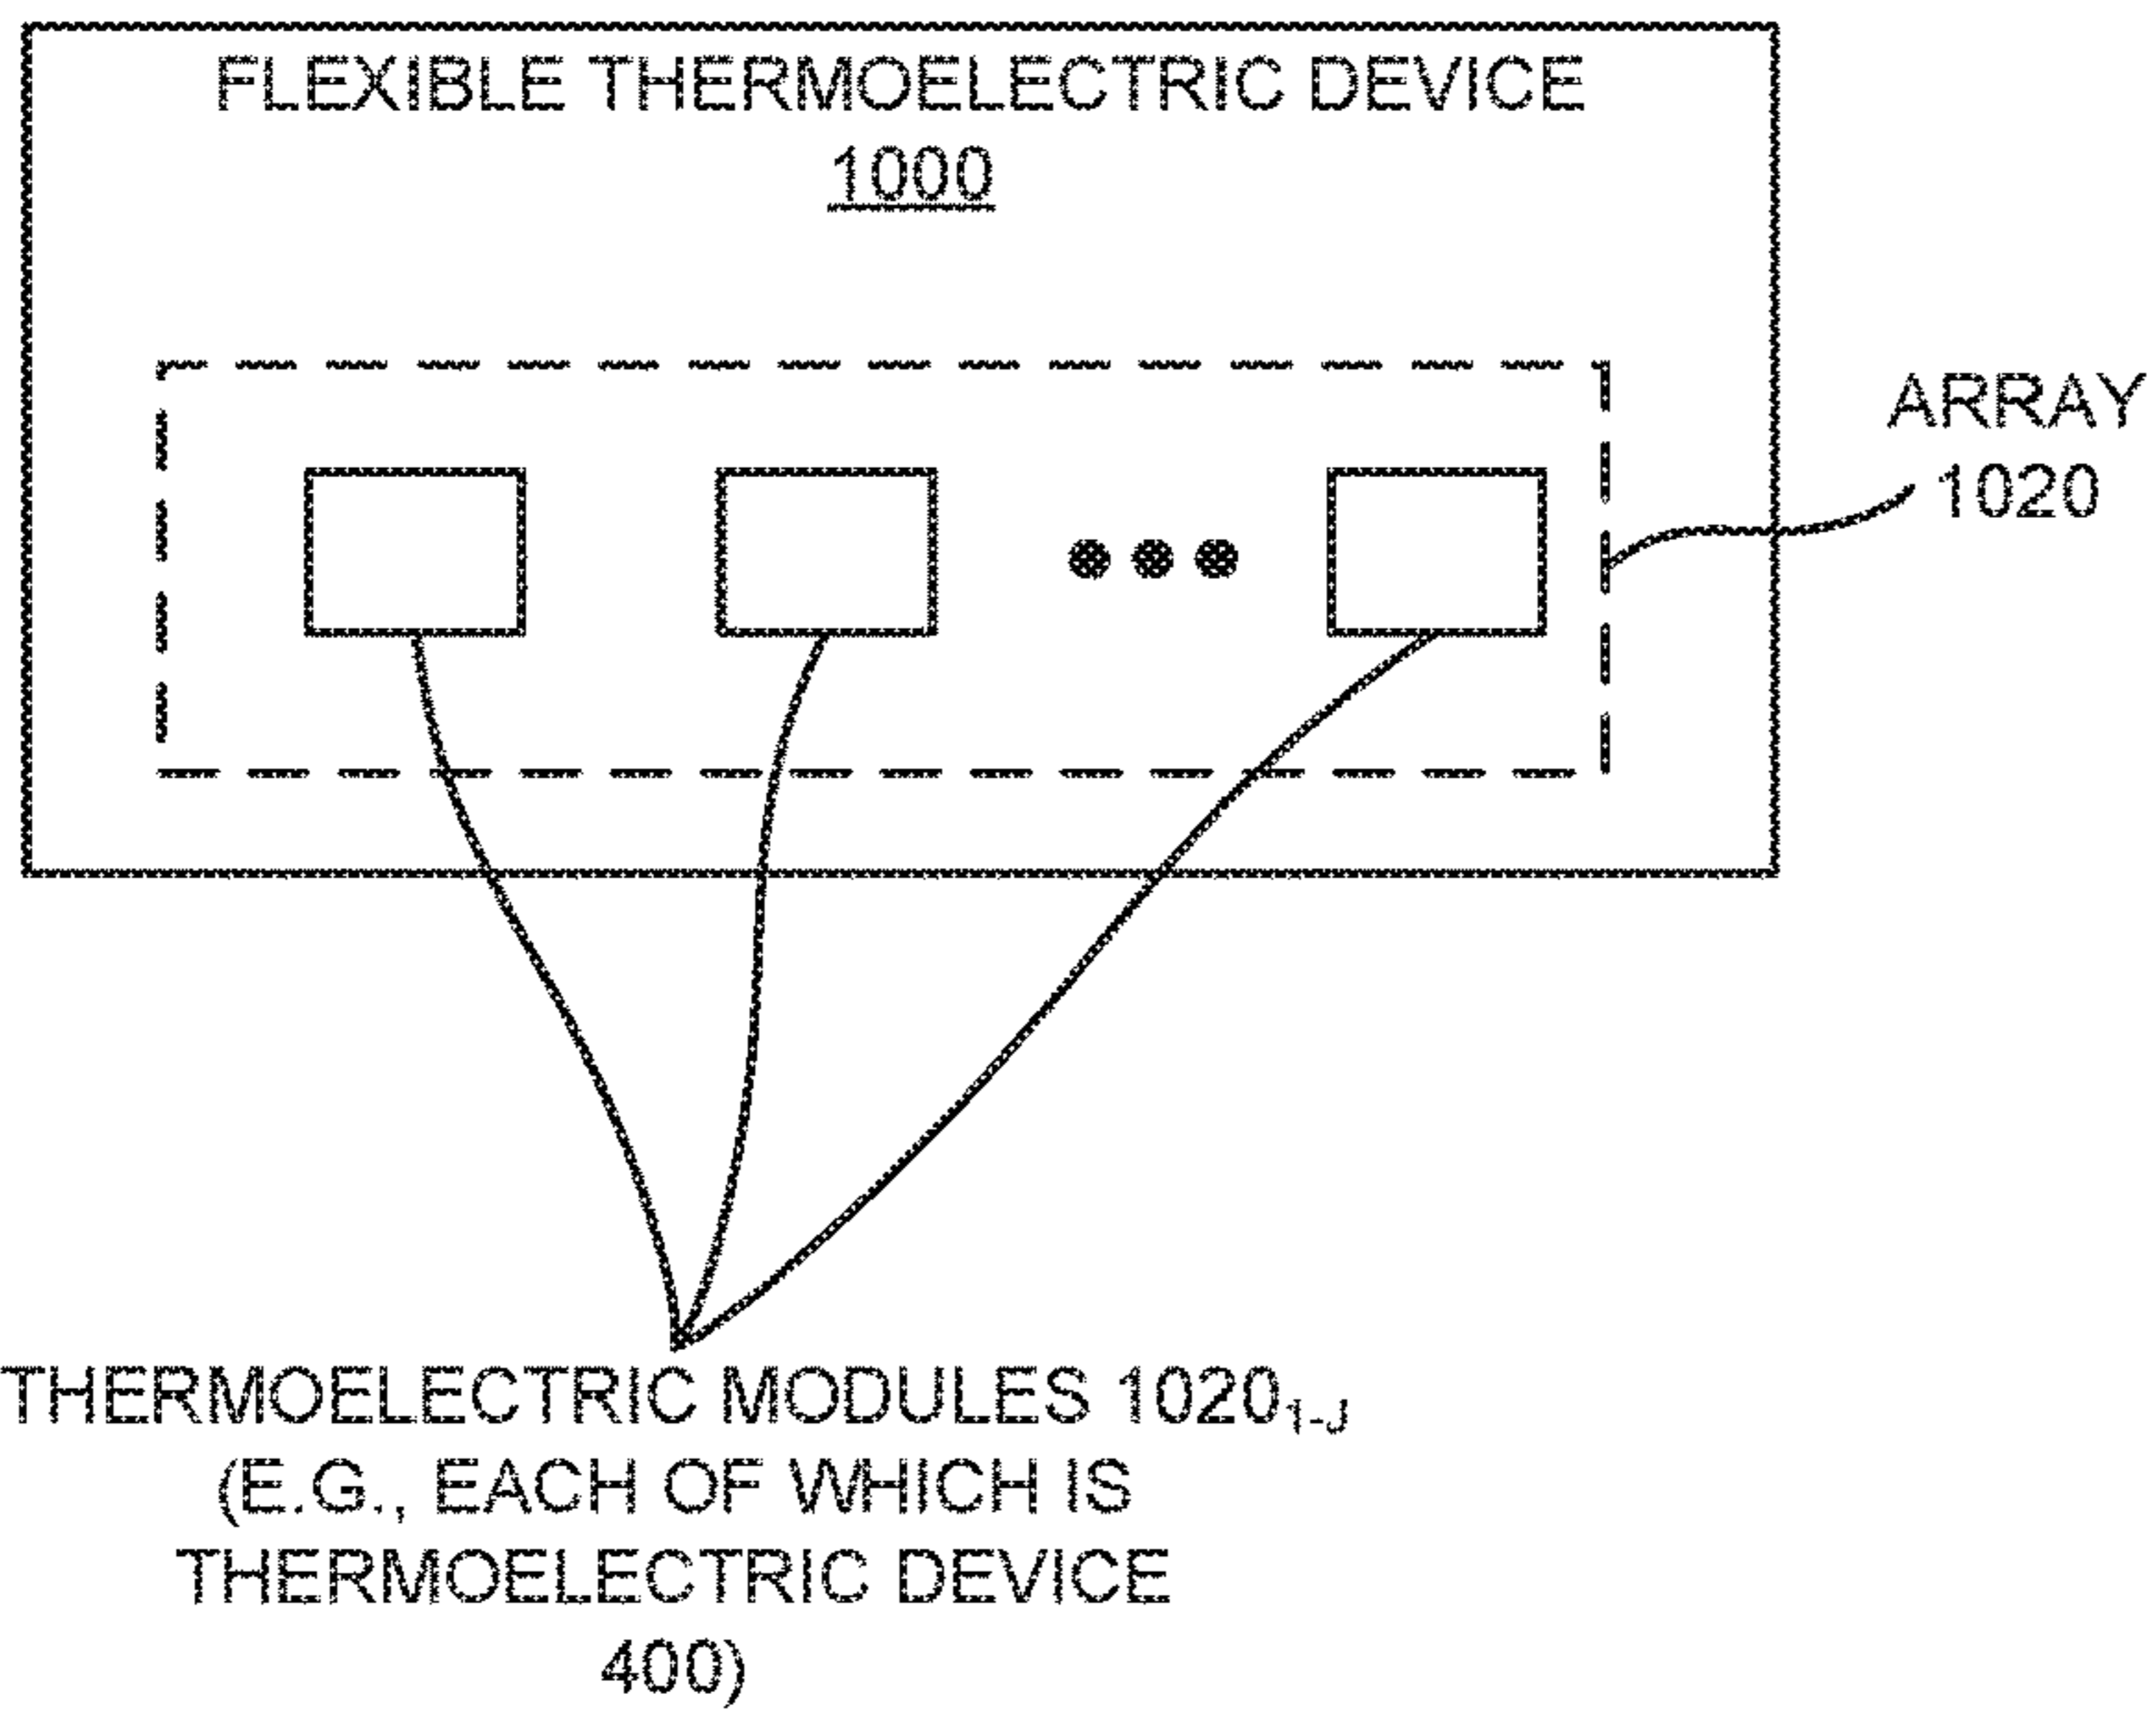 FLEXIBLE THERMOELECTRIC DEVICE
1000
ARRAY
1020
THERMOELECTRIC MODULES 1020₁₋J
(E.G., EACH OF WHICH IS
THERMOELECTRIC DEVICE
400)